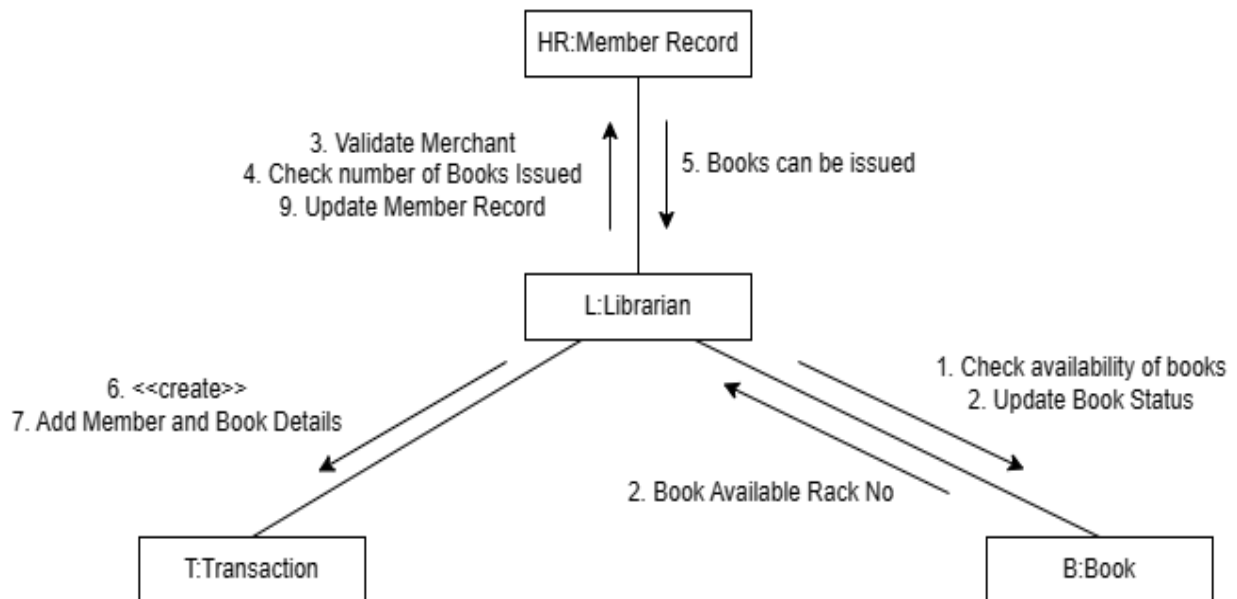 HR:Member Record
3. Validate Merchant
4. Check number of Books Issued
9. Update Member Record
5. Books can be issued
L:Librarian
6. <<create>>
7. Add Member and Book Details
1. Check availability of books
2. Update Book Status
2. Book Available Rack No
T:Transaction
B:Book